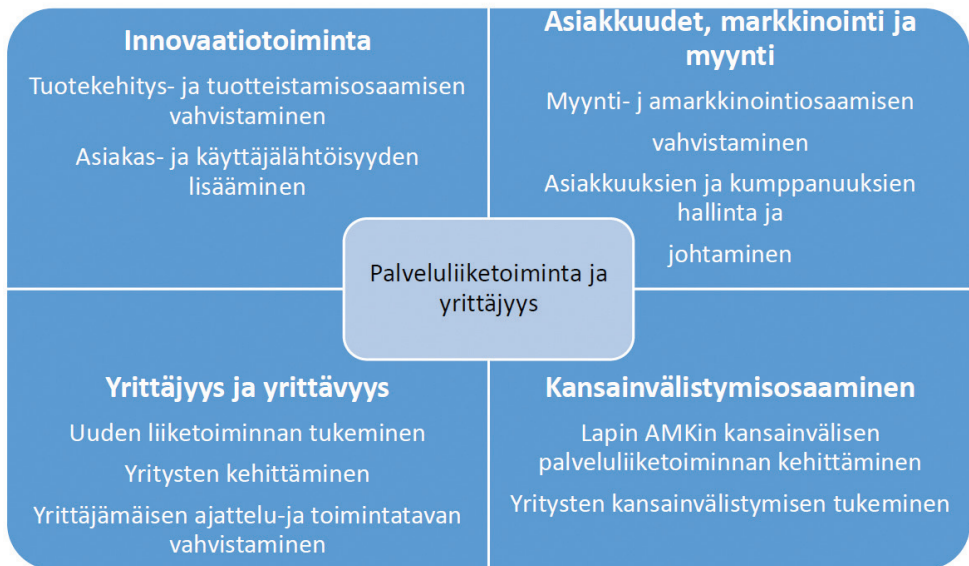 Innovaatiotoiminta
Tuotekehitys- ja tuotteistamisosaamisen
vahvistaminen
Asiakas- ja käyttäjälähtöisyyden
lisääminen
Asiakkuudet, markkinointi ja
myynti
Myynti- j amarkkinointiosaamisen
vahvistaminen
Asiakkuuksien ja kumppanuuksien
hallinta ja
johtaminen
Palveluliiketoiminta ja
yrittäjyys
Yrittäjyys ja yrittävyys
Uuden liiketoiminnan tukeminen
Yritysten kehittäminen
Yrittäjämäisen ajattelu-ja toimintatavan
vahvistaminen
Kansainvälistymisosaaminen
Lapin AMKin kansainvälisen
palveluliiketoiminnan kehittäminen
Yritysten kansainvälistymisen tukeminen